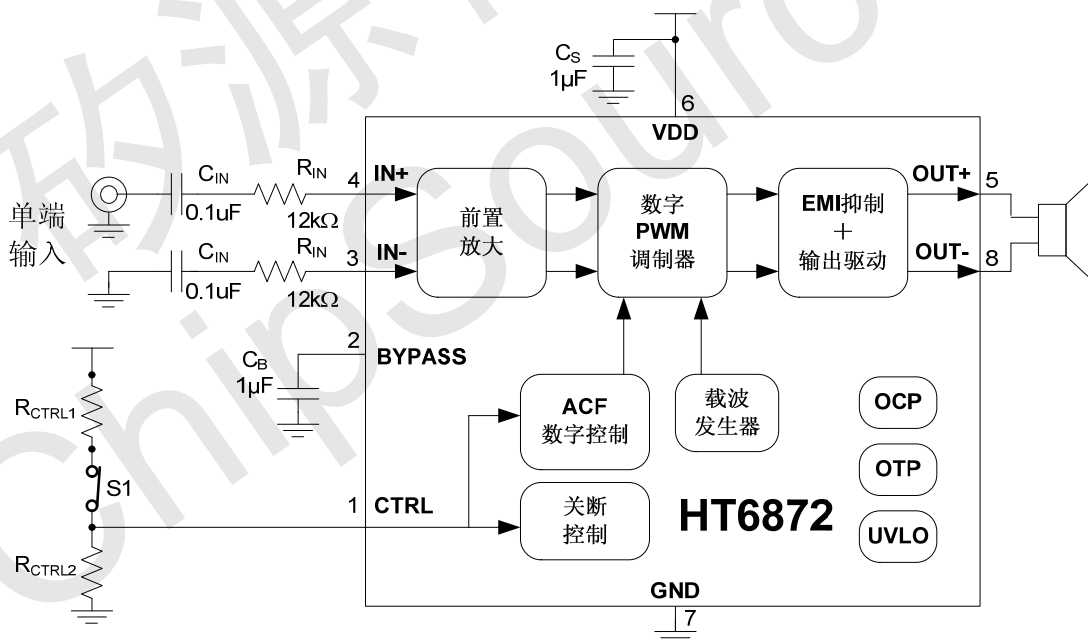 矽源
ChipSourc
CS
1µF
6
VDD
单端
输入
CIN
0.1uF
RIN
12kΩ
4
IN+
CIN
0.1uF
RIN
12kΩ
3
IN-
前置
放大
数字
PWM
调制器
EMI抑制
+
输出驱动
OUT+
5
OUT-
8
2
BYPASS
CB
1µF
RCTRL1
S1
RCTRL2
1
CTRL
ACF
数字控制
载波
发生器
关断
控制
HT6872
OCP
OTP
UVLO
GND
7